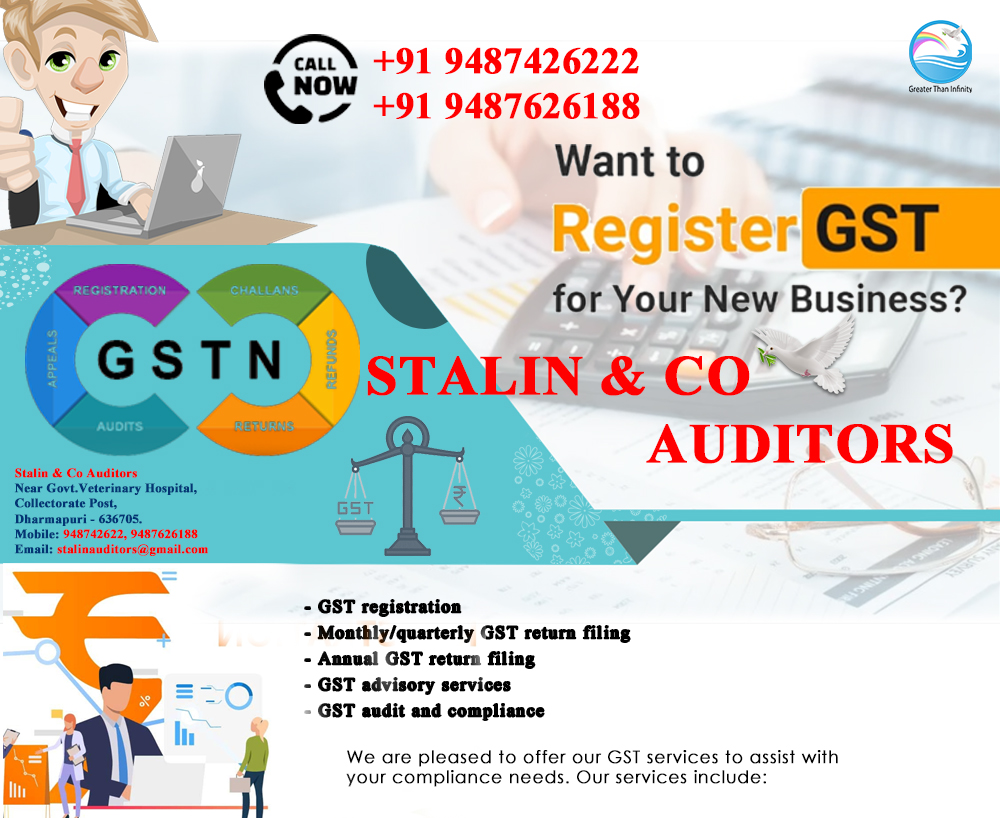 CALL
NOW
+91 9487426222
+91 9487626188
Greater Than Infinity
Want to
Register GST
for Your New Business?
REGISTRATION
CHALLANS
APPEALS
GSTN
REFUNDS
AUDITS
RETURNS
STALIN & CO
AUDITORS
GST
₹
Stalin & Co Auditors
Near Govt.Veterinary Hospital,
Collectorate Post,
Dharmapuri - 636705.
Mobile: 948742622, 9487626188
Email: stalinauditors@gmail.com
- GST registration
- Monthly/quarterly GST return filing
- Annual GST return filing
- GST advisory services
- GST audit and compliance
%
We are pleased to offer our GST services to assist with
your compliance needs. Our services include: